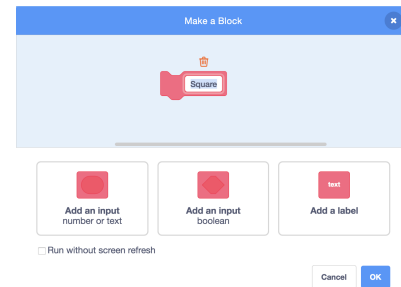 Make a Block
Square
text
Add an input
number or text
Add an input
boolean
Add a label
Run without screen refresh
Cancel
OK